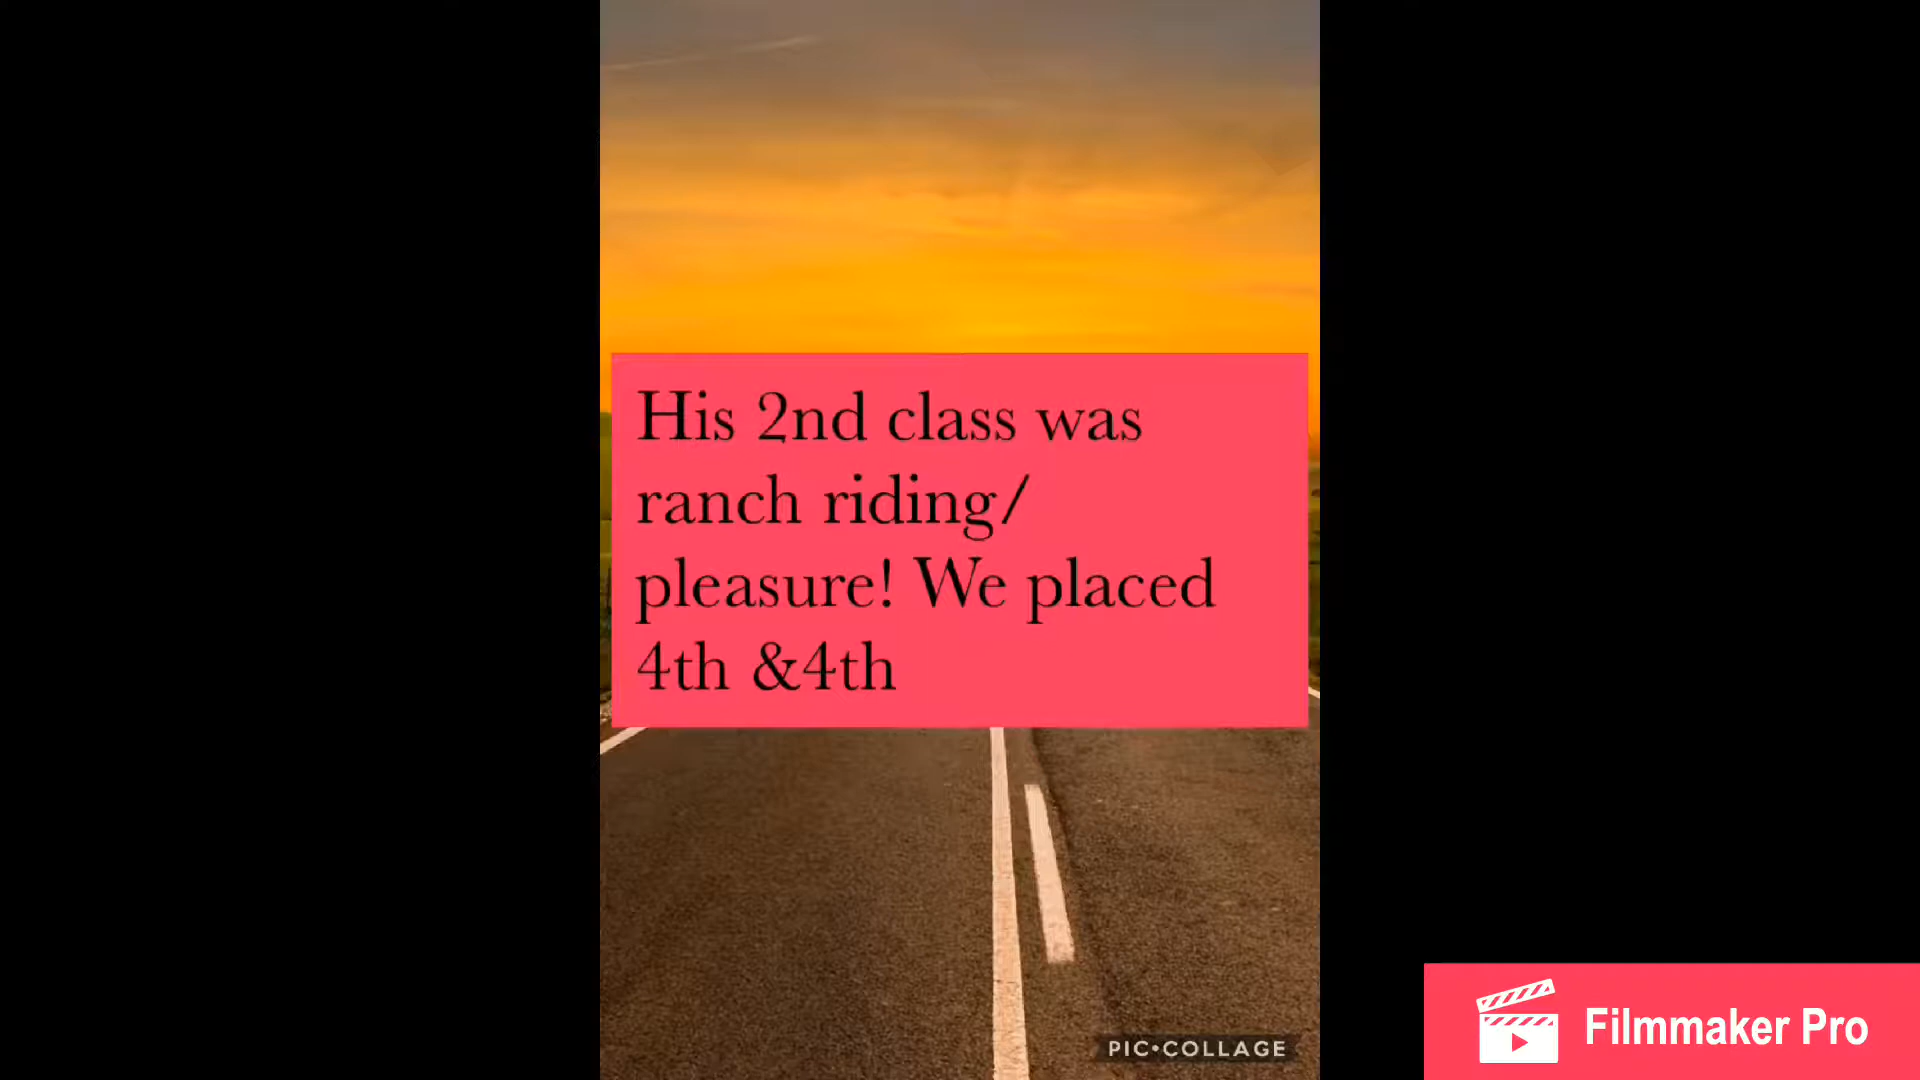 His 2nd class was
ranch riding/
pleasure! We placed
4th &4th
PIC•COLLAGE
Filmmaker Pro